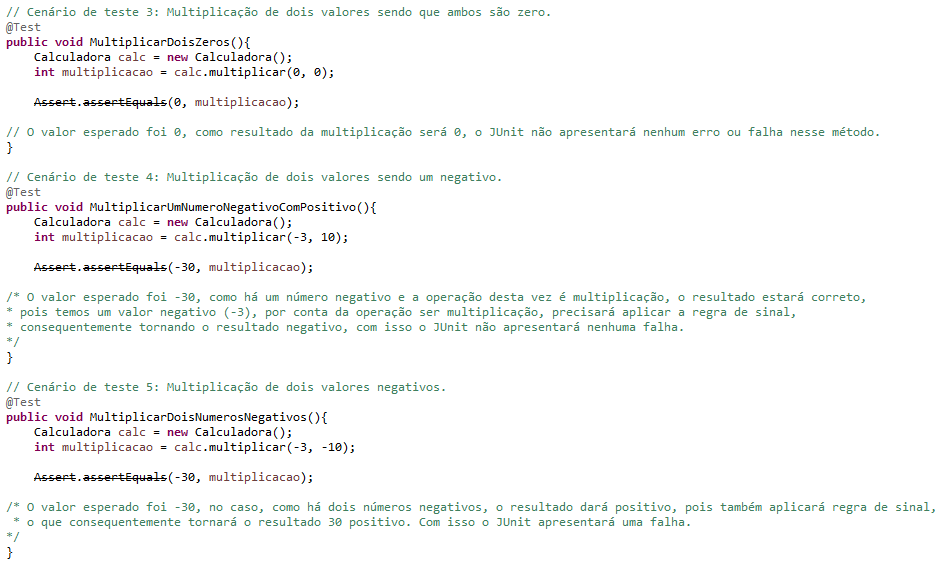 // Cenário de teste 3: Multiplicação de dois valores sendo que ambos são zero.
@Test
public void MultiplicarDoisZeros(){
    Calculadora calc = new Calculadora();
    int multiplicacao = calc.multiplicar(0, 0);

    Assert.assertEquals(0, multiplicacao);

// O valor esperado foi 0, como resultado da multiplicação será 0, o JUnit não apresentará nenhum erro ou falha nesse método.
}

// Cenário de teste 4: Multiplicação de dois valores sendo um negativo.
@Test
public void MultiplicarUmNumeroNegativoComPositivo(){
    Calculadora calc = new Calculadora();
    int multiplicacao = calc.multiplicar(-3, 10);

    Assert.assertEquals(-30, multiplicacao);

/* O valor esperado foi -30, como há um número negativo e a operação desta vez é multiplicação, o resultado estará correto,
* pois temos um valor negativo (-3), por conta da operação ser multiplicação, precisará aplicar a regra de sinal,
* consequentemente tornando o resultado negativo, com isso o JUnit não apresentará nenhuma falha.
*/
}

// Cenário de teste 5: Multiplicação de dois valores negativos.
@Test
public void MultiplicarDoisNumerosNegativos(){
    Calculadora calc = new Calculadora();
    int multiplicacao = calc.multiplicar(-3, -10);

    Assert.assertEquals(-30, multiplicacao);

/* O valor esperado foi -30, no caso, como há dois números negativos, o resultado dará positivo, pois também aplicará regra de sinal,
 * o que consequentemente tornará o resultado 30 positivo. Com isso o JUnit apresentará uma falha.
*/
}